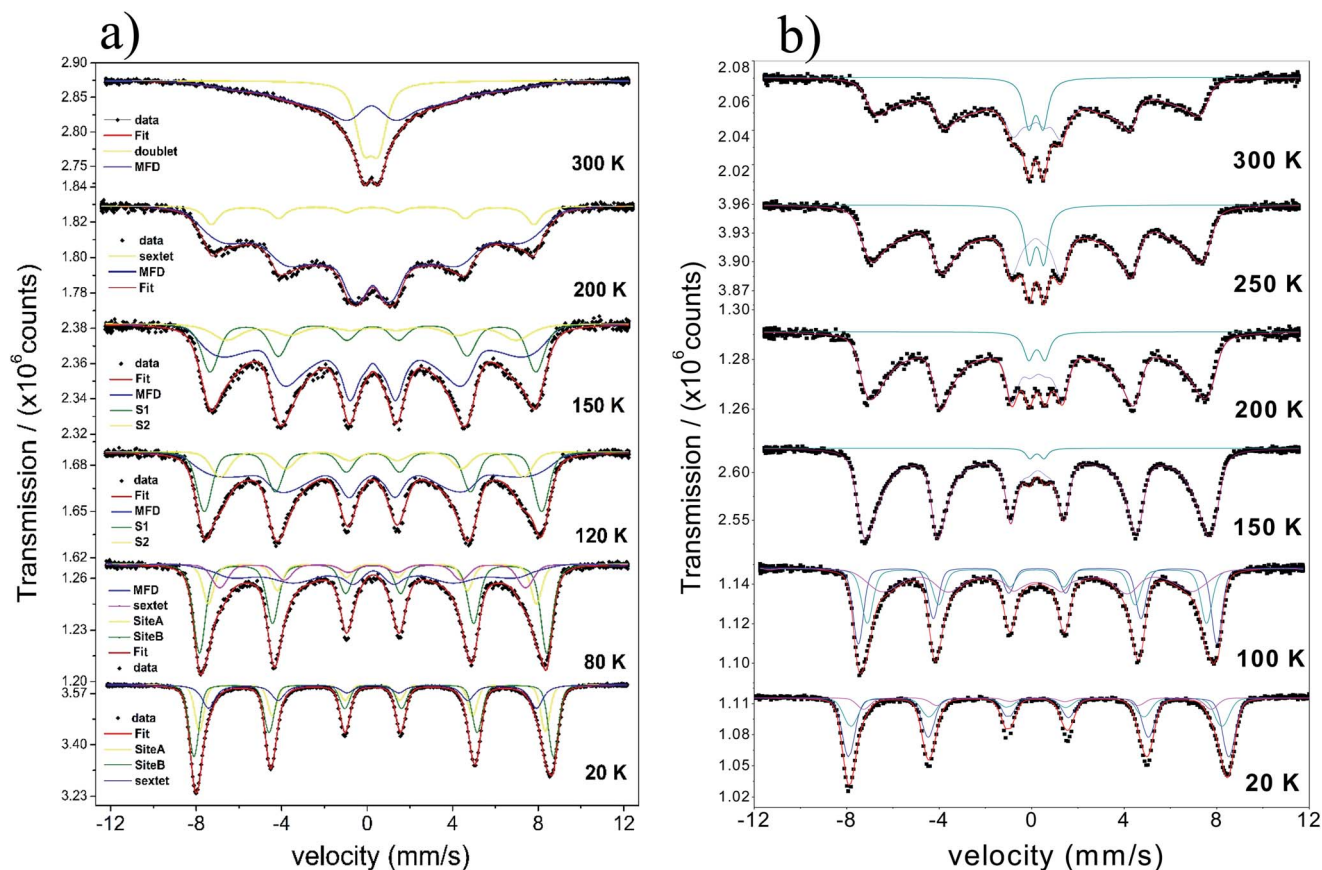 a)
2.90
2.85
2.80
2.75
data
Fit
doublet
MFD
300 K
1.84
1.82
1.80
1.78
data
sextet
MFD
Fit
200 K
2.38
2.36
2.34
2.32
data
Fit
MFD
S1
S2
150 K
1.68
1.65
1.62
data
Fit
MFD
S1
S2
120 K
1.26
1.23
1.20
MFD
sextet
SiteA
SiteB
Fit
data
80 K
3.57
3.40
3.23
data
Fit
SiteA
SiteB
sextet
20 K
-12 -8 -4 0 4 8 12
velocity (mm/s)
Transmission / (x10⁶counts)
b)
2.08
2.06
2.04
2.02
300 K
3.96
3.93
3.90
3.87
250 K
1.30
1.28
1.26
200 K
2.60
2.55
150 K
1.14
1.12
1.10
100 K
1.11
1.08
1.05
1.02
20 K
-12 -8 -4 0 4 8 12
velocity (mm/s)
Transmission / (x10⁶counts)